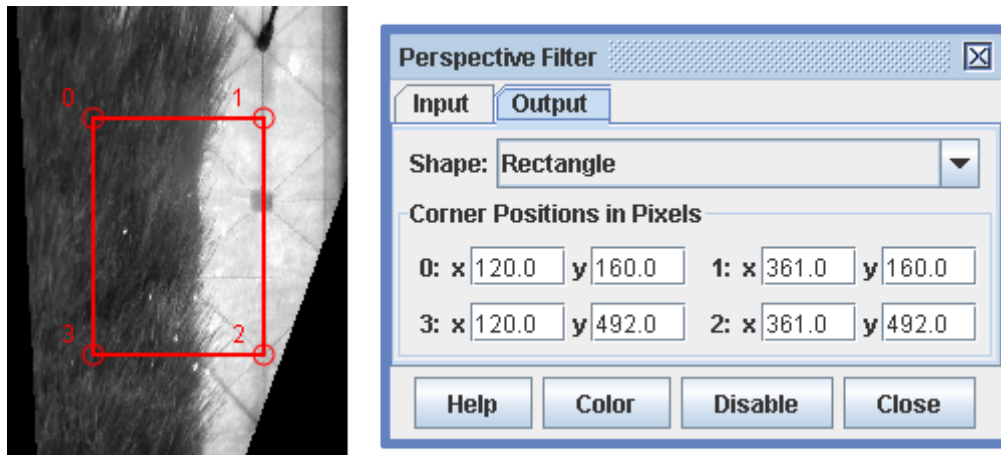 0 1
3 2
Perspective Filter
Input Output
Shape: Rectangle
Corner Positions in Pixels
0: x 120.0 y 160.0 1: x 361.0 y 160.0
3: x 120.0 y 492.0 2: x 361.0 y 492.0
Help Color Disable Close